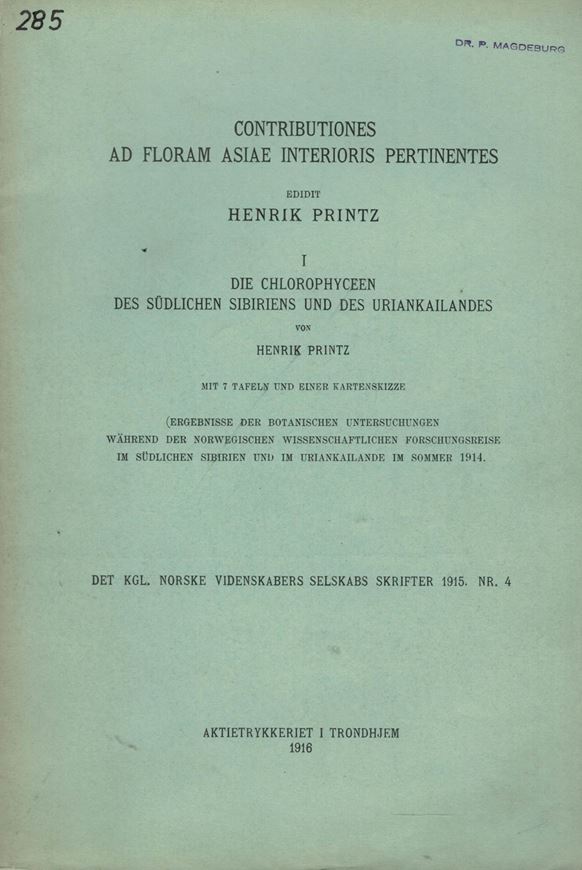 285
DR. P. MAGDEBURG
CONTRIBUTIONES
AD FLORAM ASIAE INTERIORIS PERTINENTES
EDIDIT
HENRIK PRINTZ
I
DIE CHLOROPHYCEEN
DES SÜDLICHEN SIBIRIENS UND DES URIANKAILANDES
VON
HENRIK PRINTZ
MIT 7 TAFELN UND EINER KARTENSKIZZE
(ERGEBNISSE DER BOTANISCHEN UNTERSUCHUNGEN
WÄHREND DER NORWEGISCHEN WISSENSCHAFTLICHEN FORSCHUNGSREISE
IM SÜDLICHEN SIBIRIEN UND IM URIANKAILANDE IM SOMMER 1914.
DET KGL. NORSKE VIDENSKABERS SELSKABS SKRIFTER 1915. NR. 4
AKTIETRYKKERIET I TRONDHJEM
1916